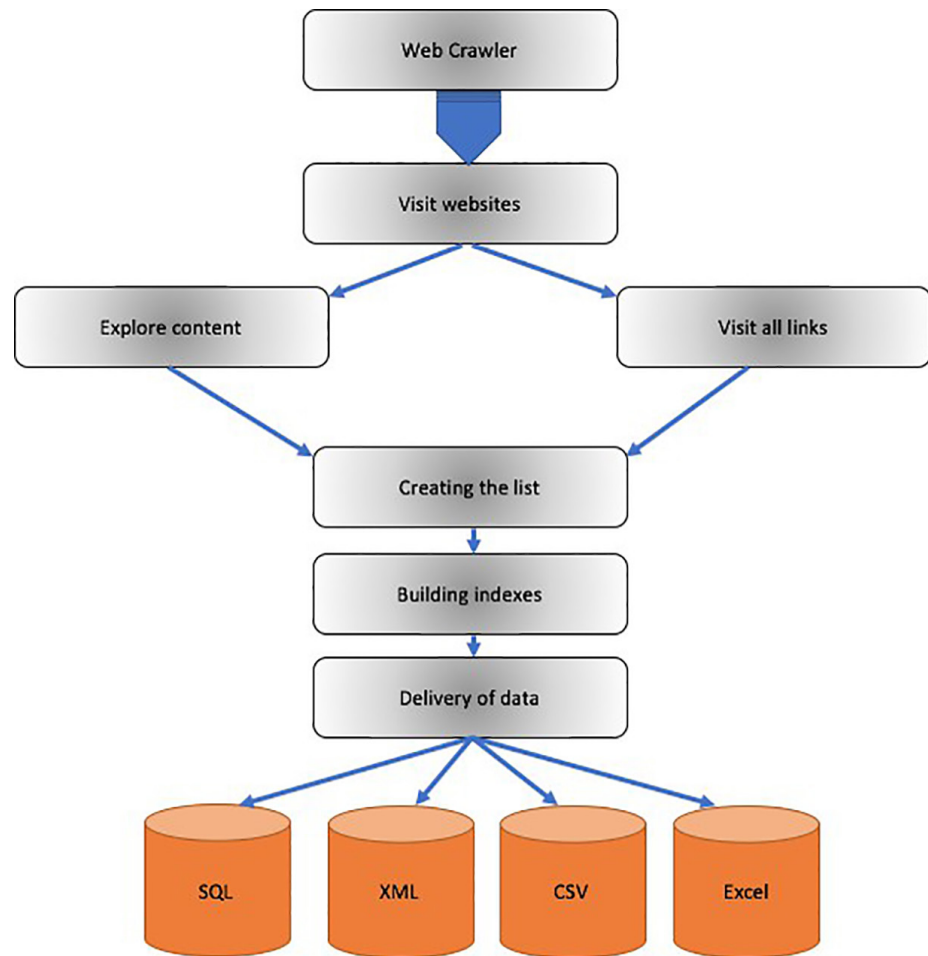 Web Crawler
Visit websites
Explore content
Visit all links
Creating the list
Building indexes
Delivery of data
SQL
XML
CSV
Excel